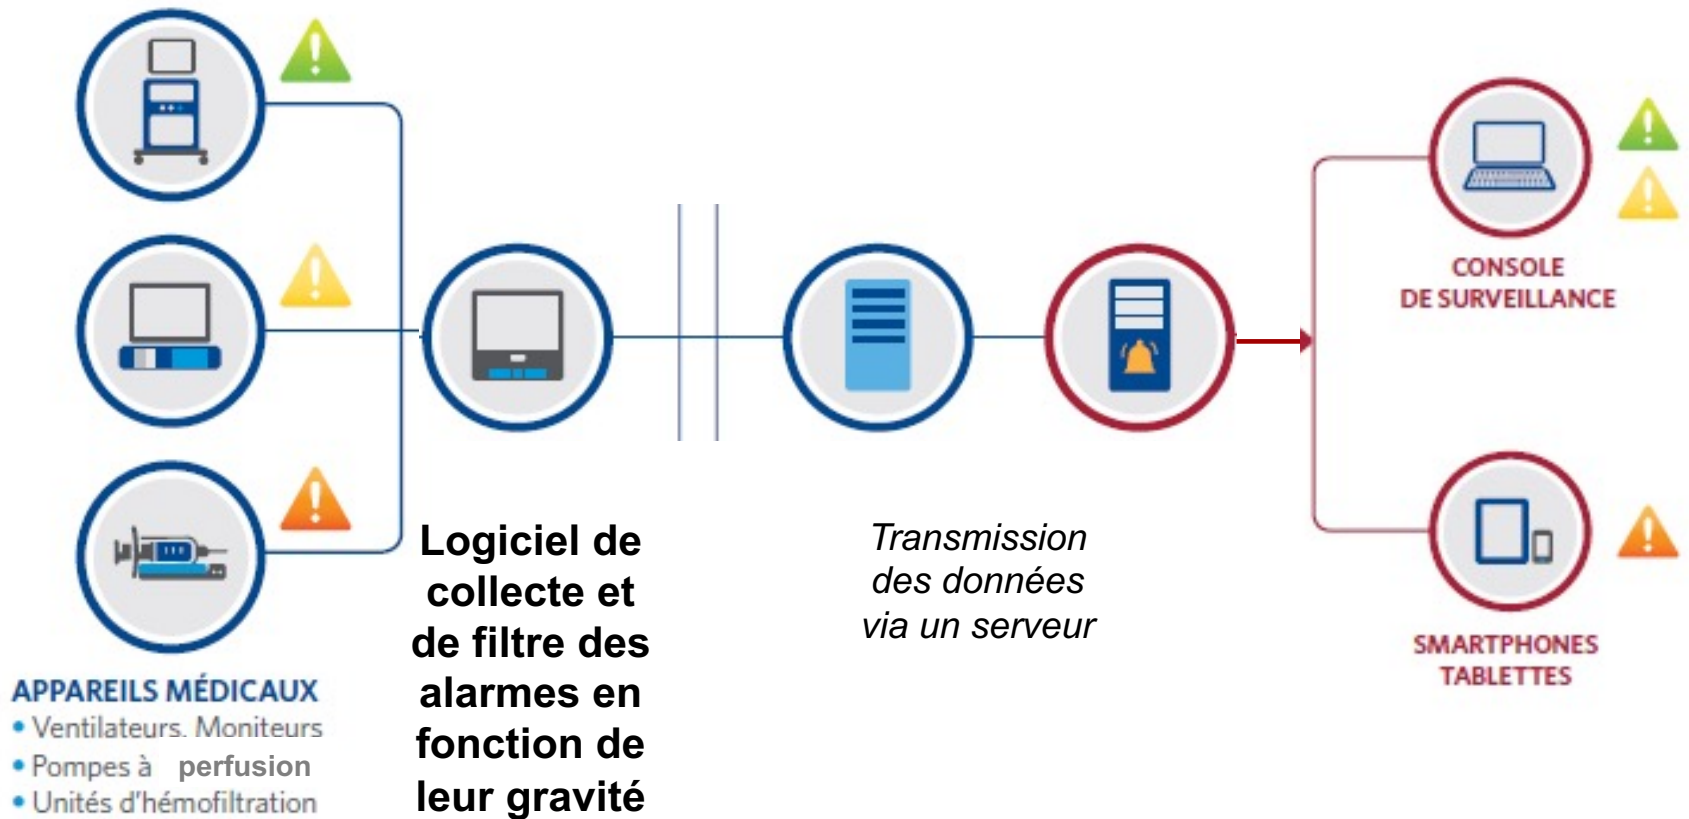 APPAREILS MÉDICAUX
• Ventilateurs. Moniteurs
• Pompes à perfusion
• Unités d'hémofiltration
Logiciel de
collecte et
de filtre des
alarmes en
fonction de
leur gravité
Transmission
des données
via un serveur
CONSOLE
DE SURVEILLANCE
SMARTPHONES
TABLETTES